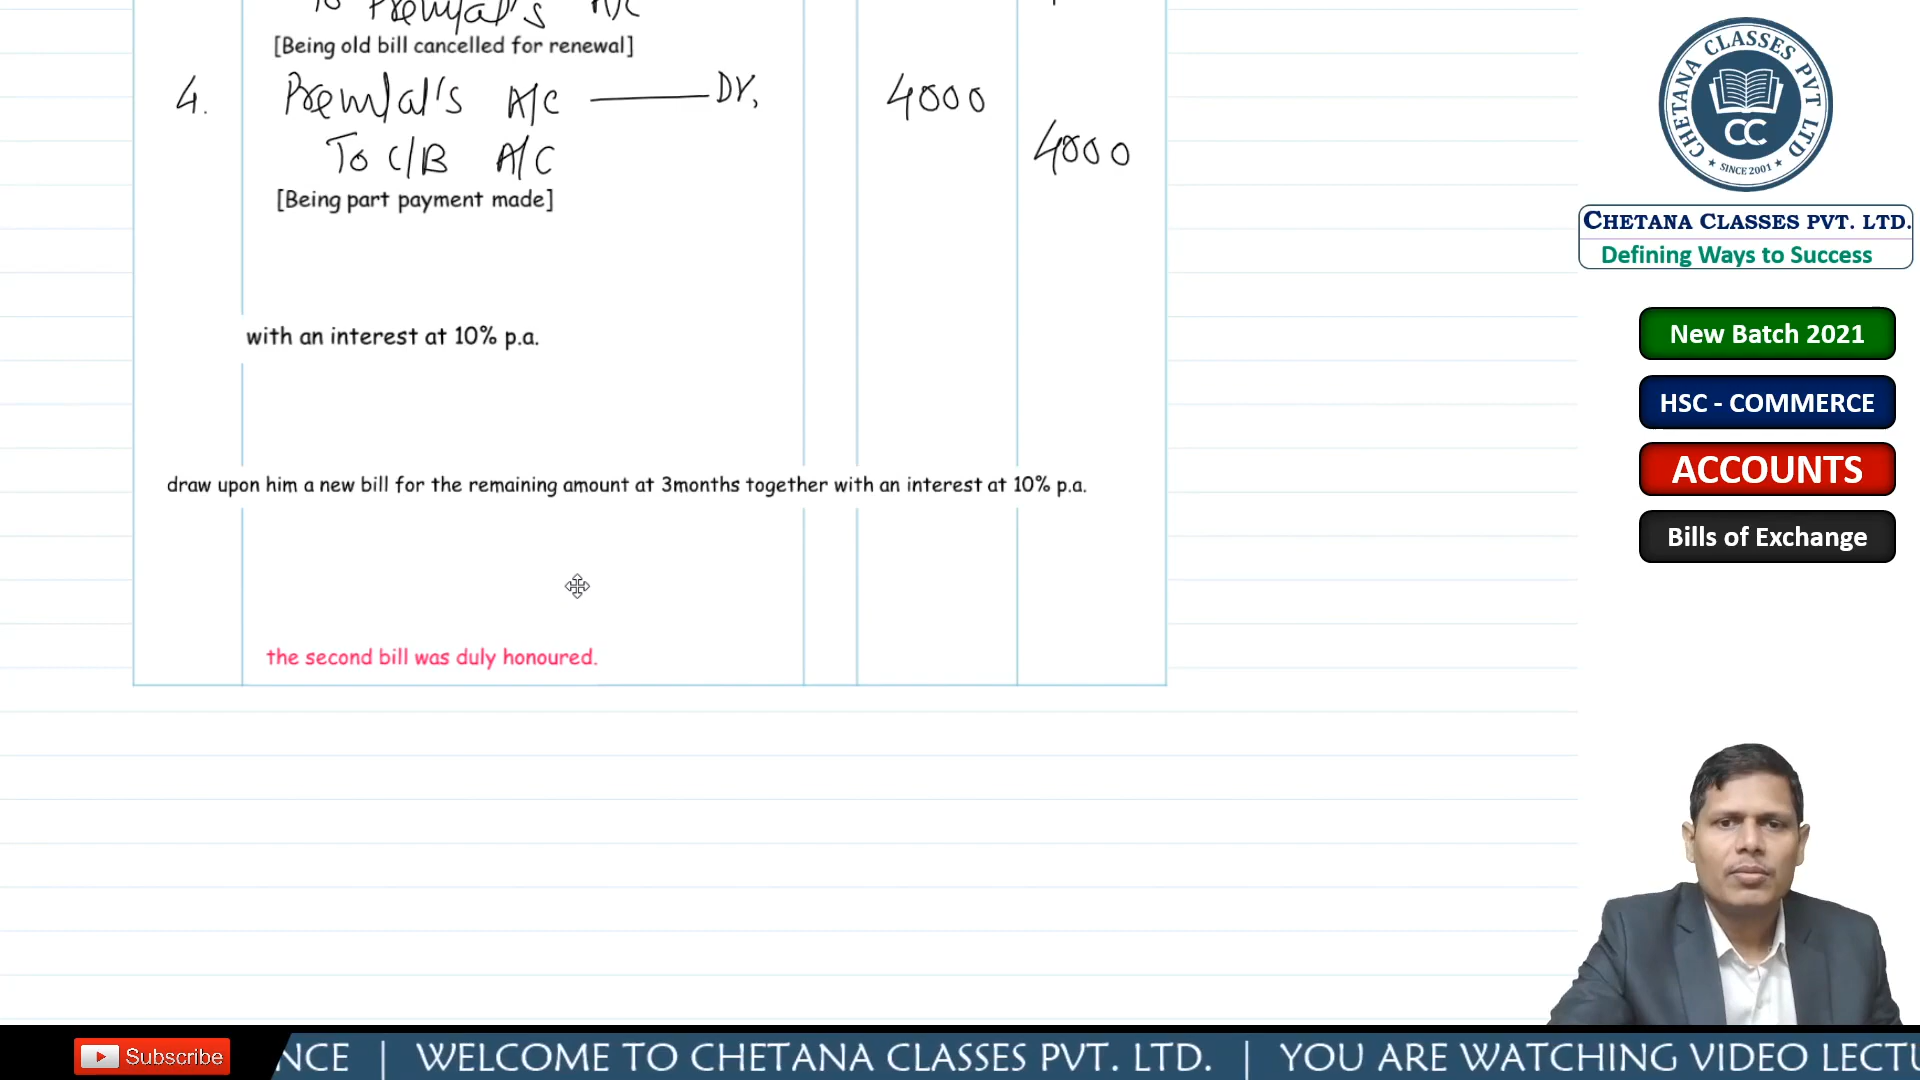 To Premlal's A/C
[Being old bill cancelled for renewal]
4. Premlal's A/C ——— Dr. 4000
To C/B A/C 4000
[Being part payment made]
with an interest at 10% p.a.
draw upon him a new bill for the remaining amount at 3months together with an interest at 10% p.a.
the second bill was duly honoured.
CHETANA CLASSES PVT LTD
CC
★ SINCE 2001 ★
CHETANA CLASSES PVT. LTD.
Defining Ways to Success
New Batch 2021
HSC - COMMERCE
ACCOUNTS
Bills of Exchange
Subscribe
NCE | WELCOME TO CHETANA CLASSES PVT. LTD. | YOU ARE WATCHING VIDEO LECTU